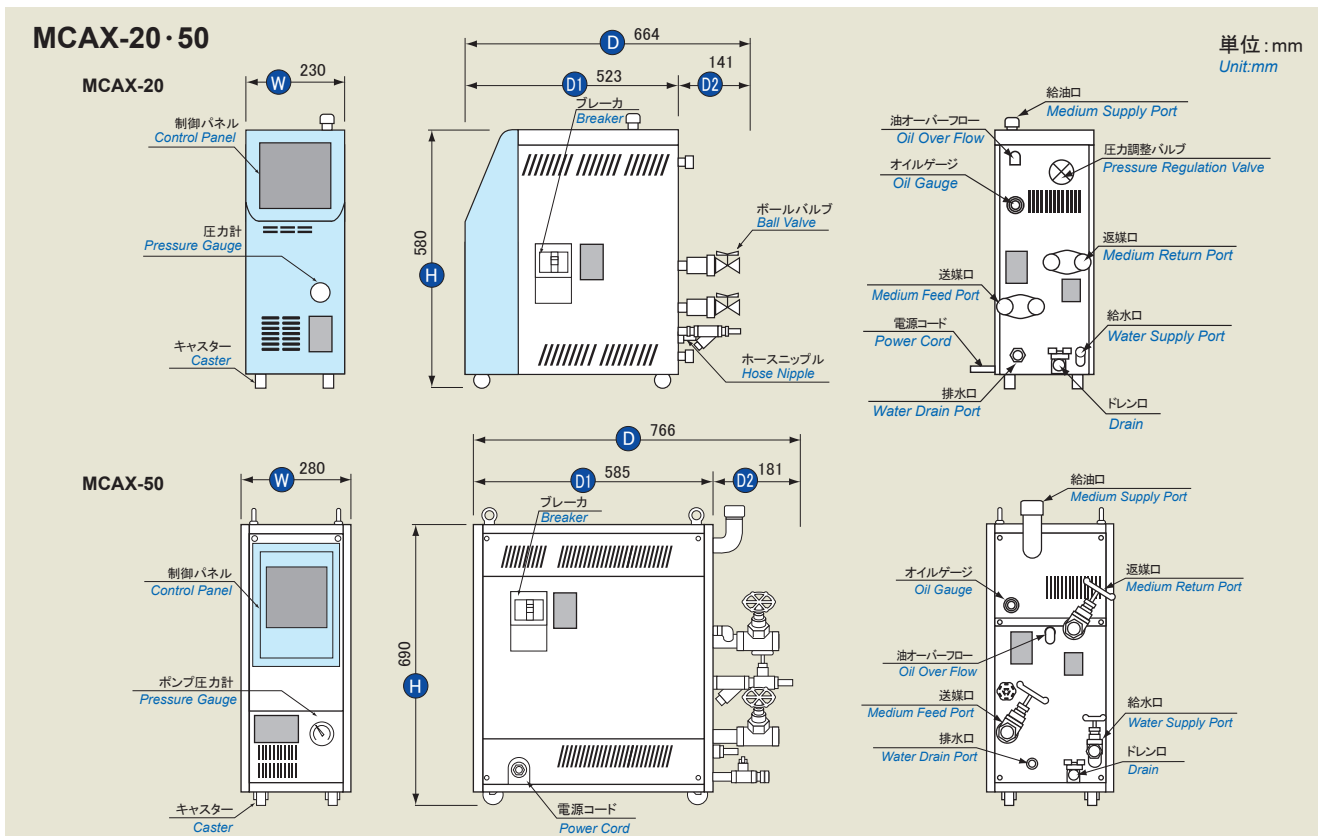 MCAX-20·50
単位:mm
Unit:mm
MCAX-20
W 230
制御パネル
Control Panel
圧力計
Pressure Gauge
キャスター
Caster
D 664
D1 523
141
D2
ブレーカ
Breaker
580
H
ボールバルブ
Ball Valve
ホースニップル
Hose Nipple
給油口
Medium Supply Port
油オーバーフロー
Oil Over Flow
圧力調整バルブ
Pressure Regulation Valve
オイルゲージ
Oil Gauge
返媒口
Medium Return Port
送媒口
Medium Feed Port
電源コード
Power Cord
給水口
Water Supply Port
排水口
Water Drain Port
ドレン口
Drain
MCAX-50
W 280
制御パネル
Control Panel
ポンプ圧力計
Pressure Gauge
キャスター
Caster
D 766
D1 585
D2 181
ブレーカ
Breaker
690
H
電源コード
Power Cord
給油口
Medium Supply Port
オイルゲージ
Oil Gauge
返媒口
Medium Return Port
油オーバーフロー
Oil Over Flow
送媒口
Medium Feed Port
給水口
Water Supply Port
排水口
Water Drain Port
ドレン口
Drain